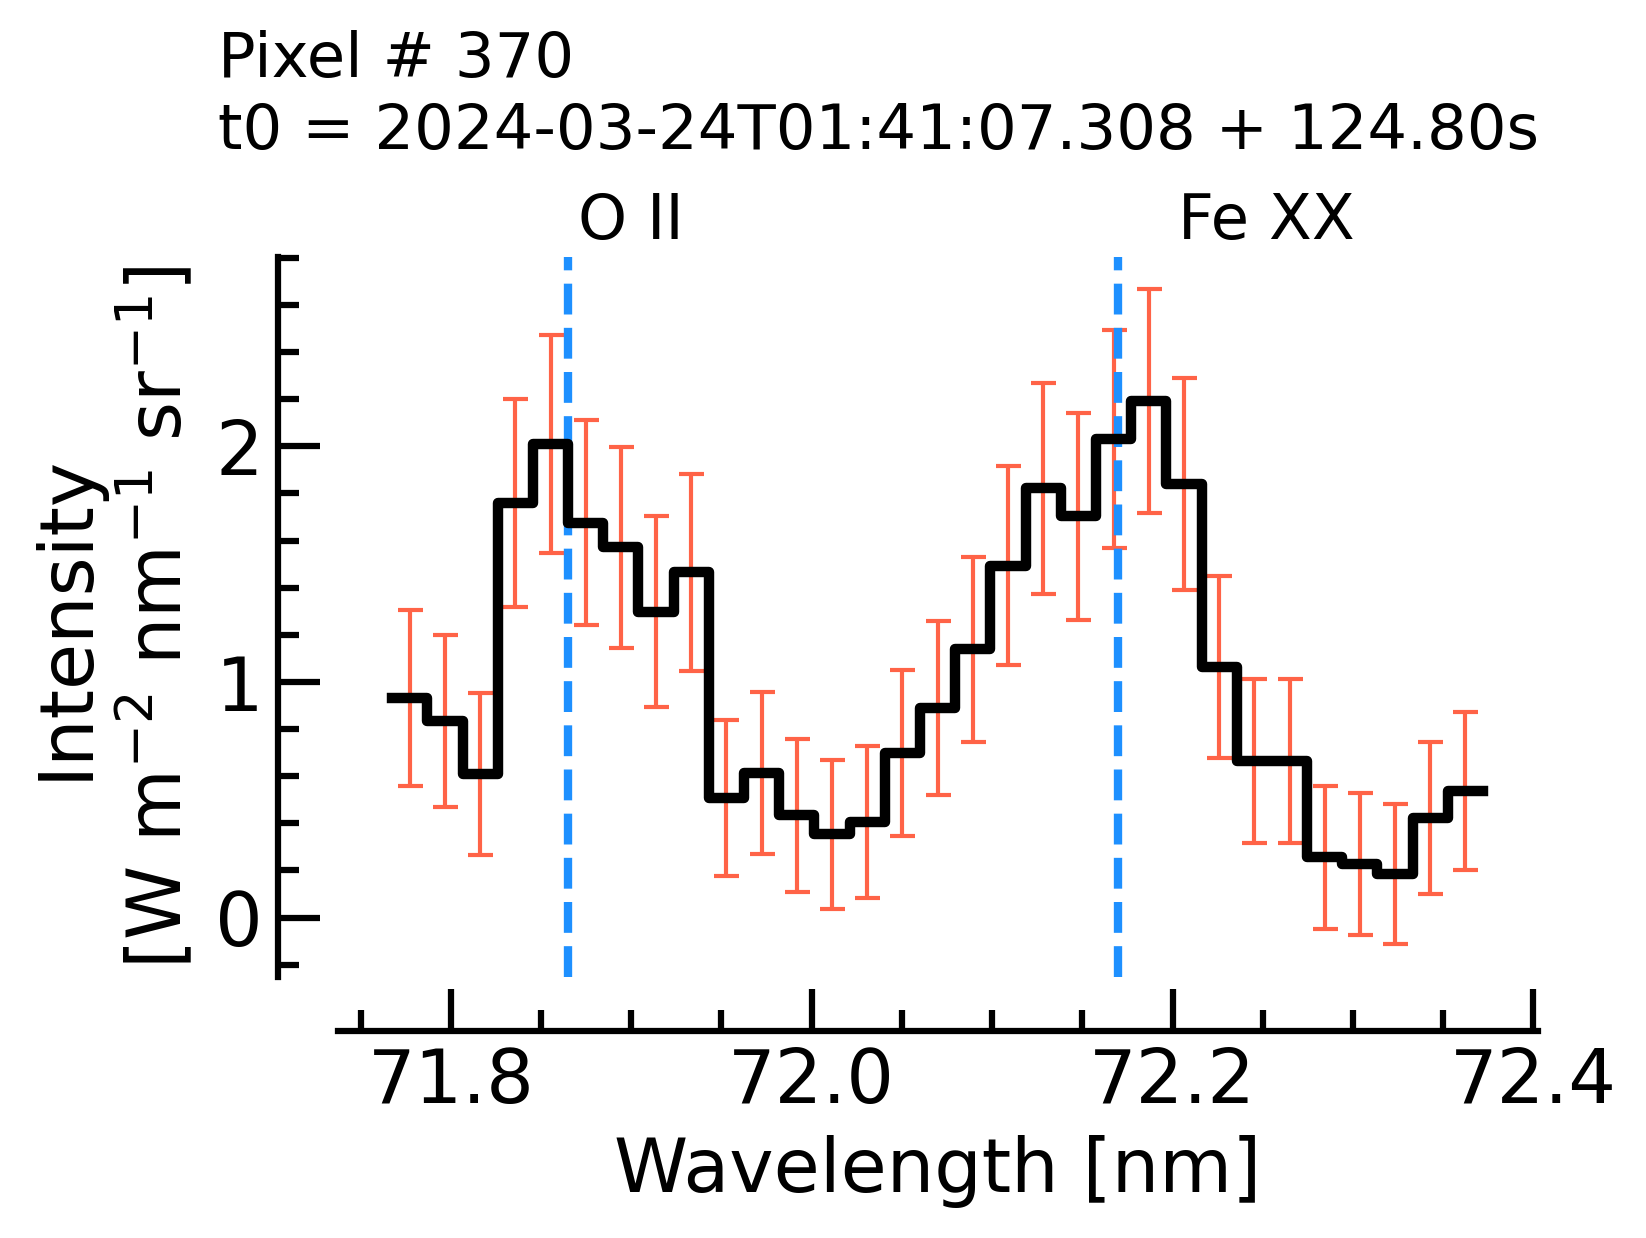 Pixel # 370
t0 = 2024-03-24T01:41:07.308 + 124.80s
O II
Fe XX
Intensity
[W m⁻² nm⁻¹ sr⁻¹]
2
1
0
71.8
72.0
72.2
72.4
Wavelength [nm]